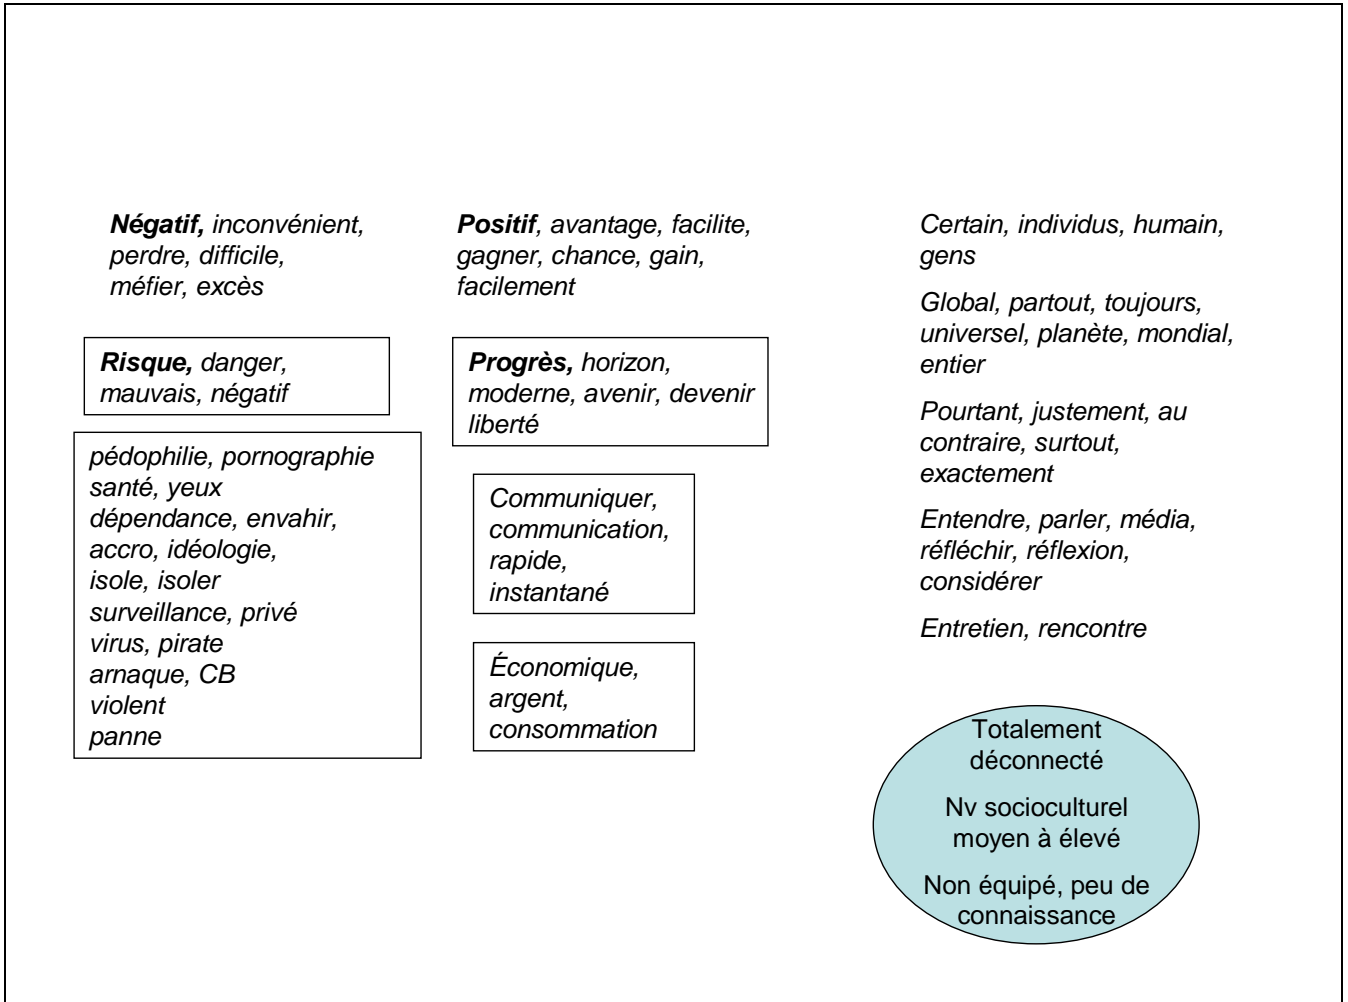 Négatif, inconvénient,
perdre, difficile,
méfier, excès
Risque, danger,
mauvais, négatif
pédophilie, pornographie
santé, yeux
dépendance, envahir,
accro, idéologie,
isole, isoler
surveillance, privé
virus, pirate
arnaque, CB
violent
panne
Positif, avantage, facilite,
gagner, chance, gain,
facilement
Progrès, horizon,
moderne, avenir, devenir
liberté
Communiquer,
communication,
rapide,
instantané
Économique,
argent,
consommation
Certain, individus, humain,
gens
Global, partout, toujours,
universel, planète, mondial,
entier
Pourtant, justement, au
contraire, surtout,
exactement
Entendre, parler, média,
réfléchir, réflexion,
considérer
Entretien, rencontre
Totalement
déconnecté
Nv socioculturel
moyen à élevé
Non équipé, peu de
connaissance